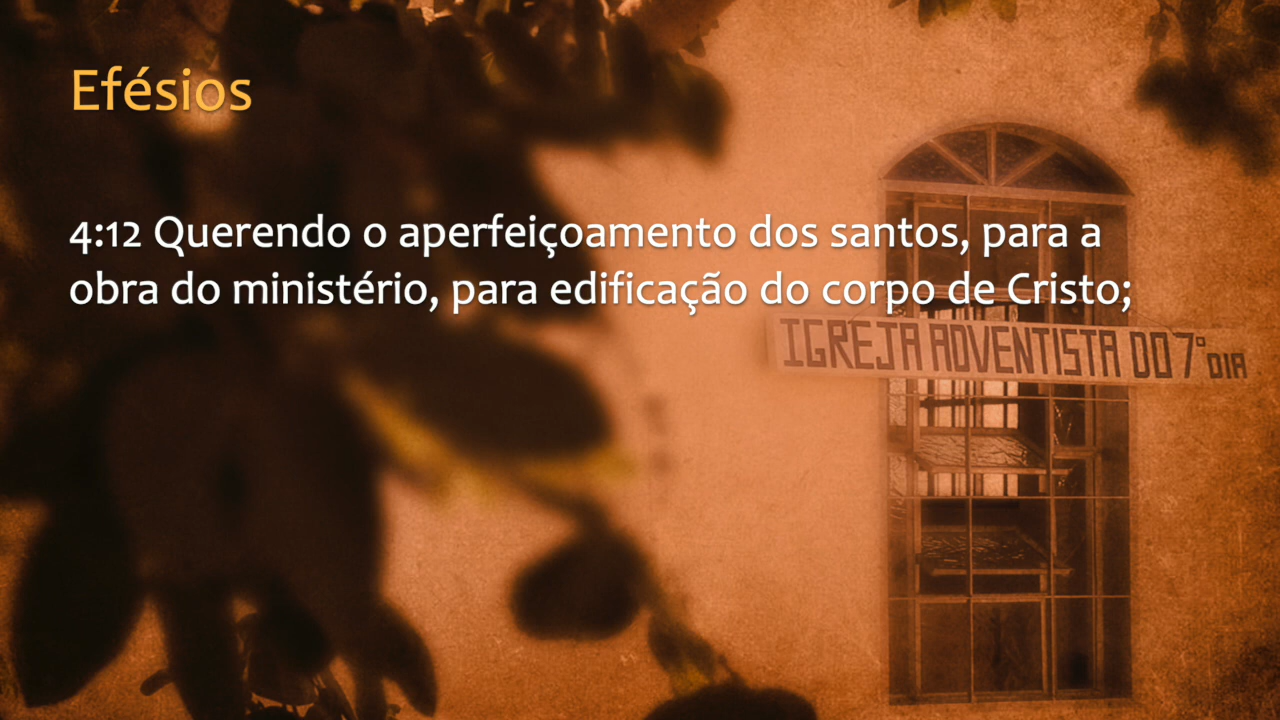 Efésios
4:12 Querendo o aperfeiçoamento dos santos, para a
obra do ministério, para edificação do corpo de Cristo;
IGREJA ADVENTISTA DO 7° DIA